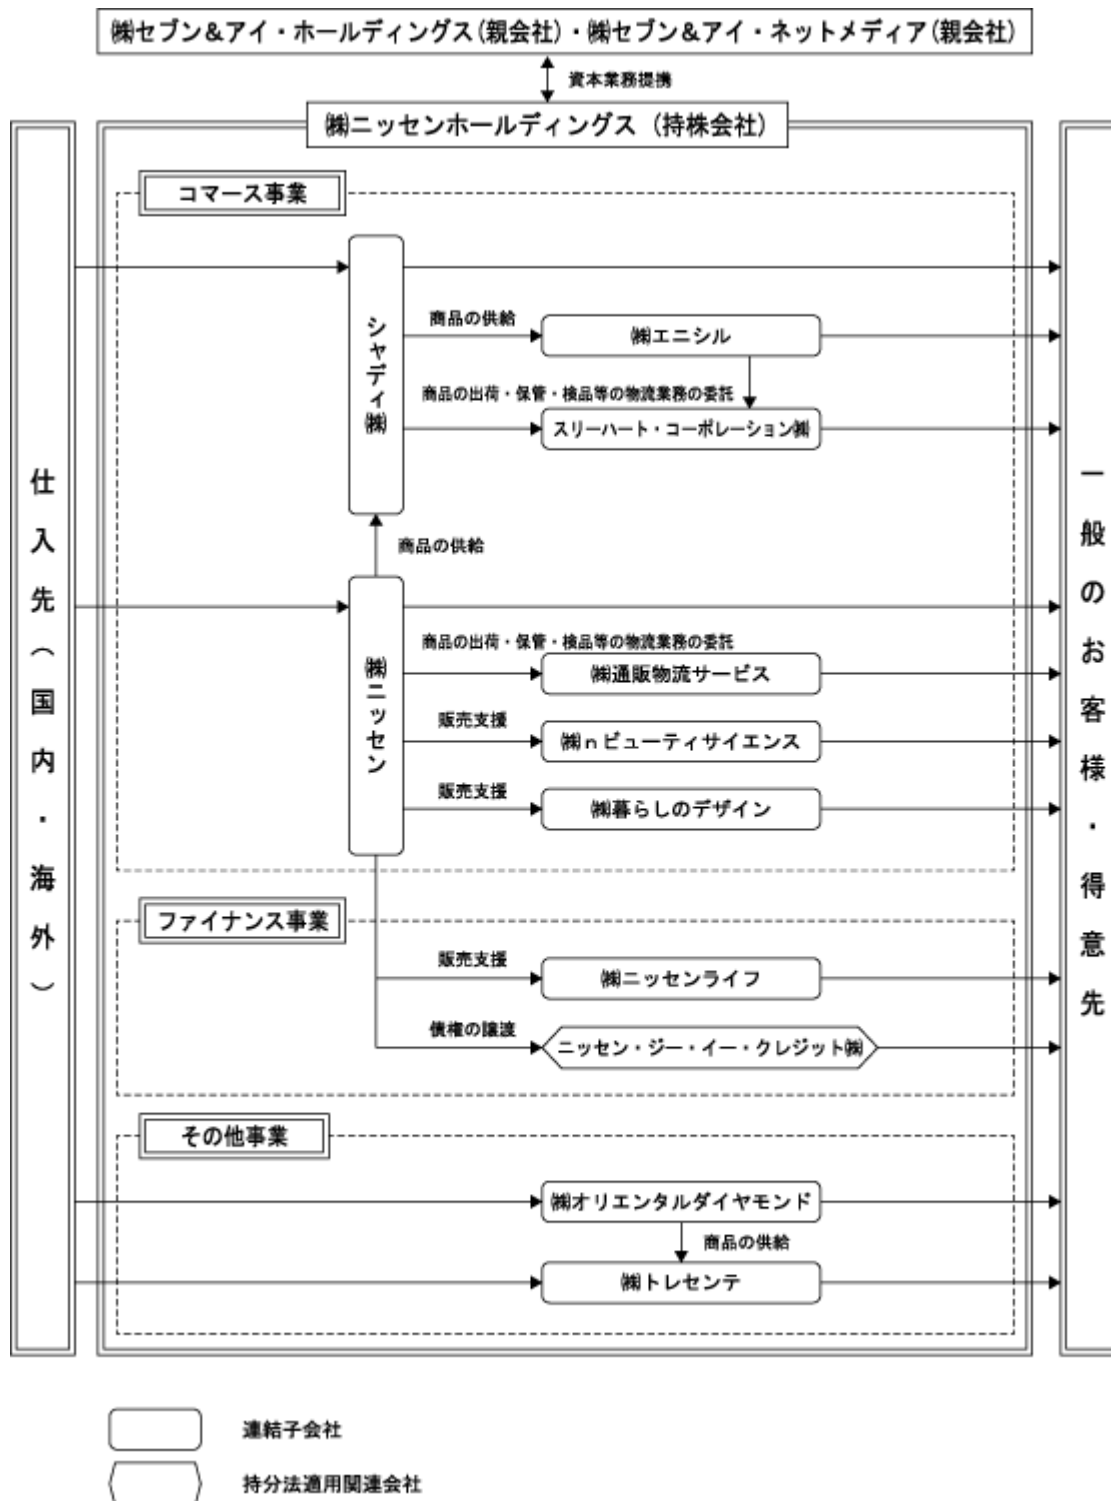 ㈱セブン＆アイ・ホールディングス(親会社)・㈱セブン＆アイ・ネットメディア(親会社)
資本業務提携
㈱ニッセンホールディングス（持株会社）
仕入先（国内・海外）
一般のお客様・得意先
コマース事業
シャディ㈱
商品の供給
㈱エニシル
商品の出荷・保管・検品等の物流業務の委託
スリーハート・コーポレーション㈱
商品の供給
㈱ニッセン
商品の出荷・保管・検品等の物流業務の委託
㈱通販物流サービス
販売支援
㈱ｎビューティサイエンス
販売支援
㈱暮らしのデザイン
ファイナンス事業
販売支援
㈱ニッセンライフ
債権の譲渡
ニッセン・ジー・イー・クレジット㈱
その他事業
㈱オリエンタルダイヤモンド
商品の供給
㈱トレセンテ
連結子会社
持分法適用関連会社